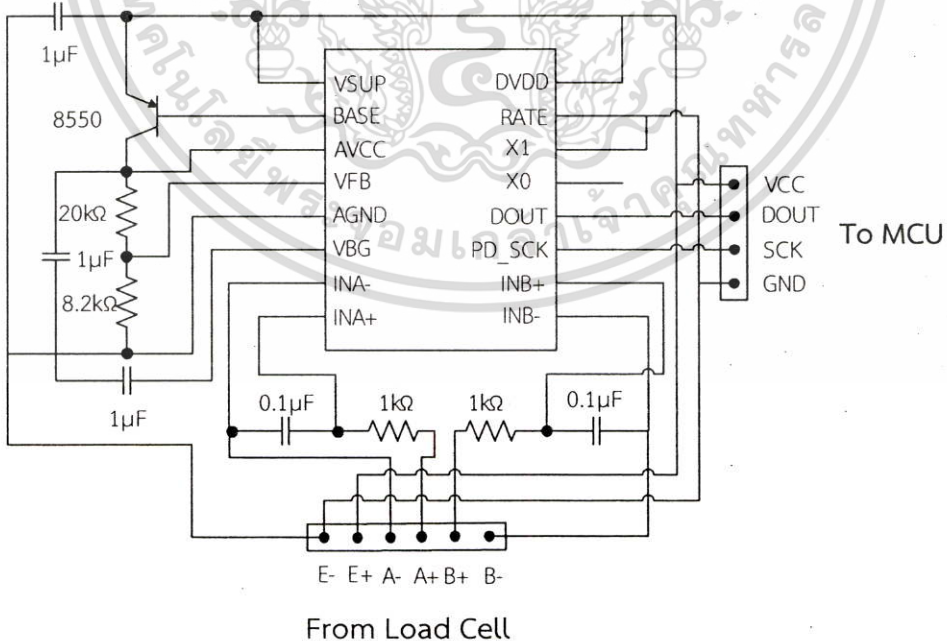 1µF
8550
20kΩ
1µF
8.2kΩ
1µF
VSUP
BASE
AVCC
VFB
AGND
VBG
INA-
INA+
DVDD
RATE
X1
X0
DOUT
PD_SCK
INB+
INB-
VCC
DOUT
SCK
GND
To MCU
0.1µF
1kΩ
1kΩ
0.1µF
E- E+ A- A+ B+ B-
From Load Cell